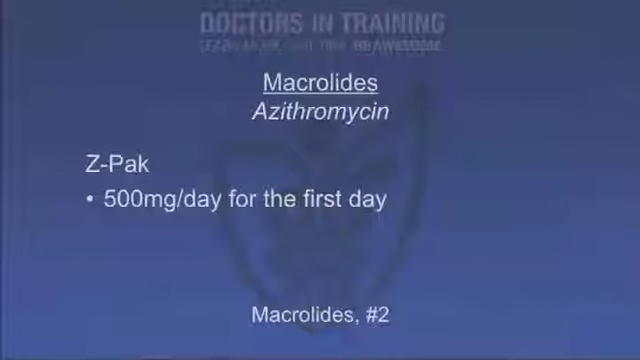 DOCTORS IN TRAINING
Macrolides
Azithromycin
Z-Pak
• 500mg/day for the first day
Macrolides, #2